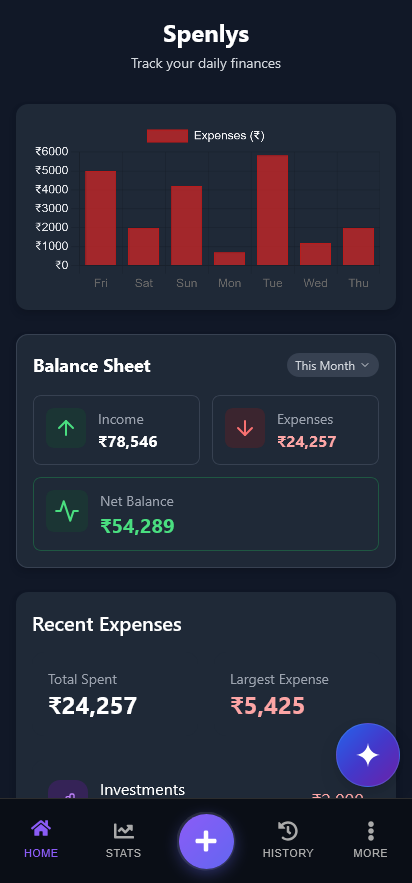 Spenlys
Track your daily finances
Expenses (₹)
₹6000
₹5000
₹4000
₹3000
₹2000
₹1000
₹0
Fri Sat Sun Mon Tue Wed Thu
Balance Sheet This Month
Income Expenses
₹78,546 ₹24,257
Net Balance
₹54,289
Recent Expenses
Total Spent Largest Expense
₹24,257 ₹5,425
Investments
₹2,000
HOME STATS HISTORY MORE